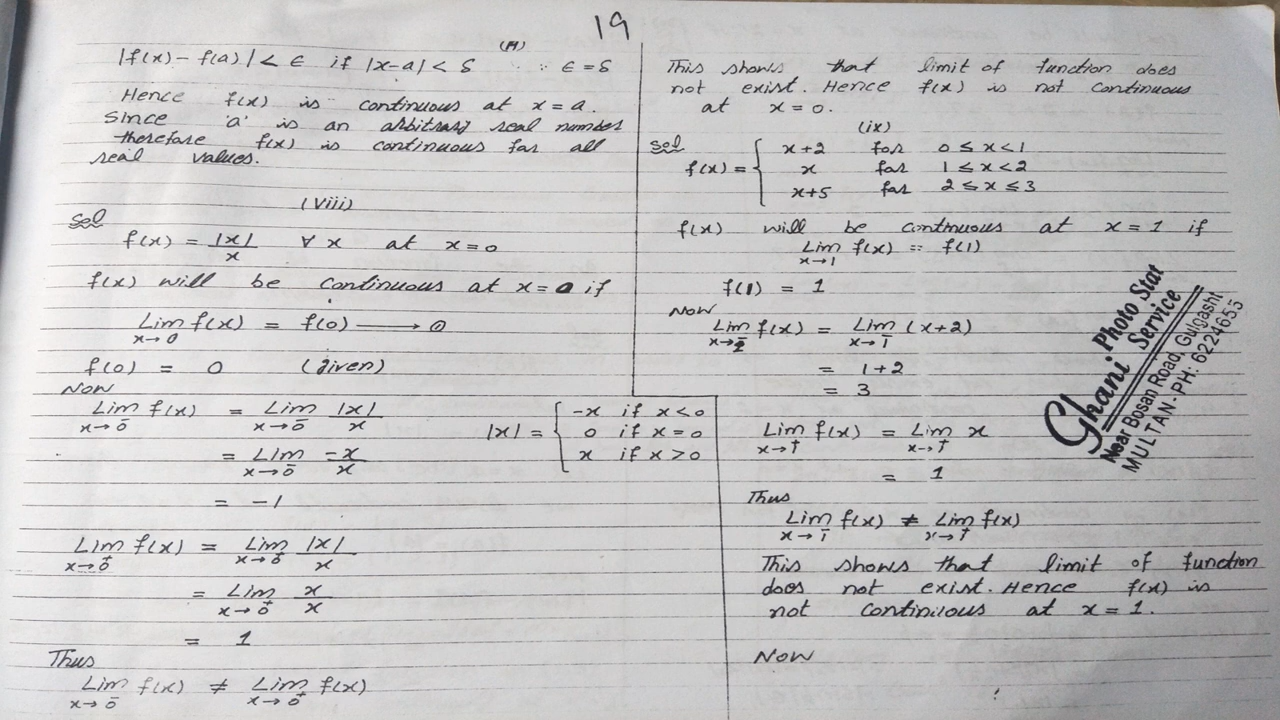 19
(19)
|f(x) - f(a)| < ε if |x-a| < δ ∵ ε = δ
Hence f(x) is continuous at x = a.
Since 'a' is an arbitrary real number
therefore f(x) is continuous for all
real values.
(Viii)
Sol
f(x) = |x|/x ∀ x at x = 0
f(x) will be continuous at x = 0 if
Lim x→0 f(x) = f(0) ——→ ①
f(0) = 0 (given)
Now
Lim x→0⁻ f(x) = Lim x→0⁻ |x|/x
= Lim x→0⁻ -x/x
= -1
|x| = { -x if x < 0
0 if x = 0
x if x > 0
Lim x→0⁺ f(x) = Lim x→0⁺ |x|/x
= Lim x→0⁺ x/x
= 1
Thus
Lim x→0⁻ f(x) ≠ Lim x→0⁺ f(x)
This shows that limit of function does
not exist. Hence f(x) is not continuous
at x = 0.
(ix)
Sol
f(x) = { x+2 for 0 ≤ x < 1
x for 1 ≤ x < 2
x+5 for 2 ≤ x ≤ 3
f(x) will be continuous at x = 1 if
Lim x→1 f(x) = f(1)
f(1) = 1
Now
Lim x→1⁻ f(x) = Lim x→1⁻ (x+2)
= 1+2
= 3
Lim x→1⁺ f(x) = Lim x→1⁺ x
= 1
Thus
Lim x→1⁻ f(x) ≠ Lim x→1⁺ f(x)
This shows that limit of function
does not exist. Hence f(x) is
not continuous at x = 1.
Now
Ghani Photo Stat
Service
Near Bosan Road, Gulgasht
MULTAN-PH: 6224655